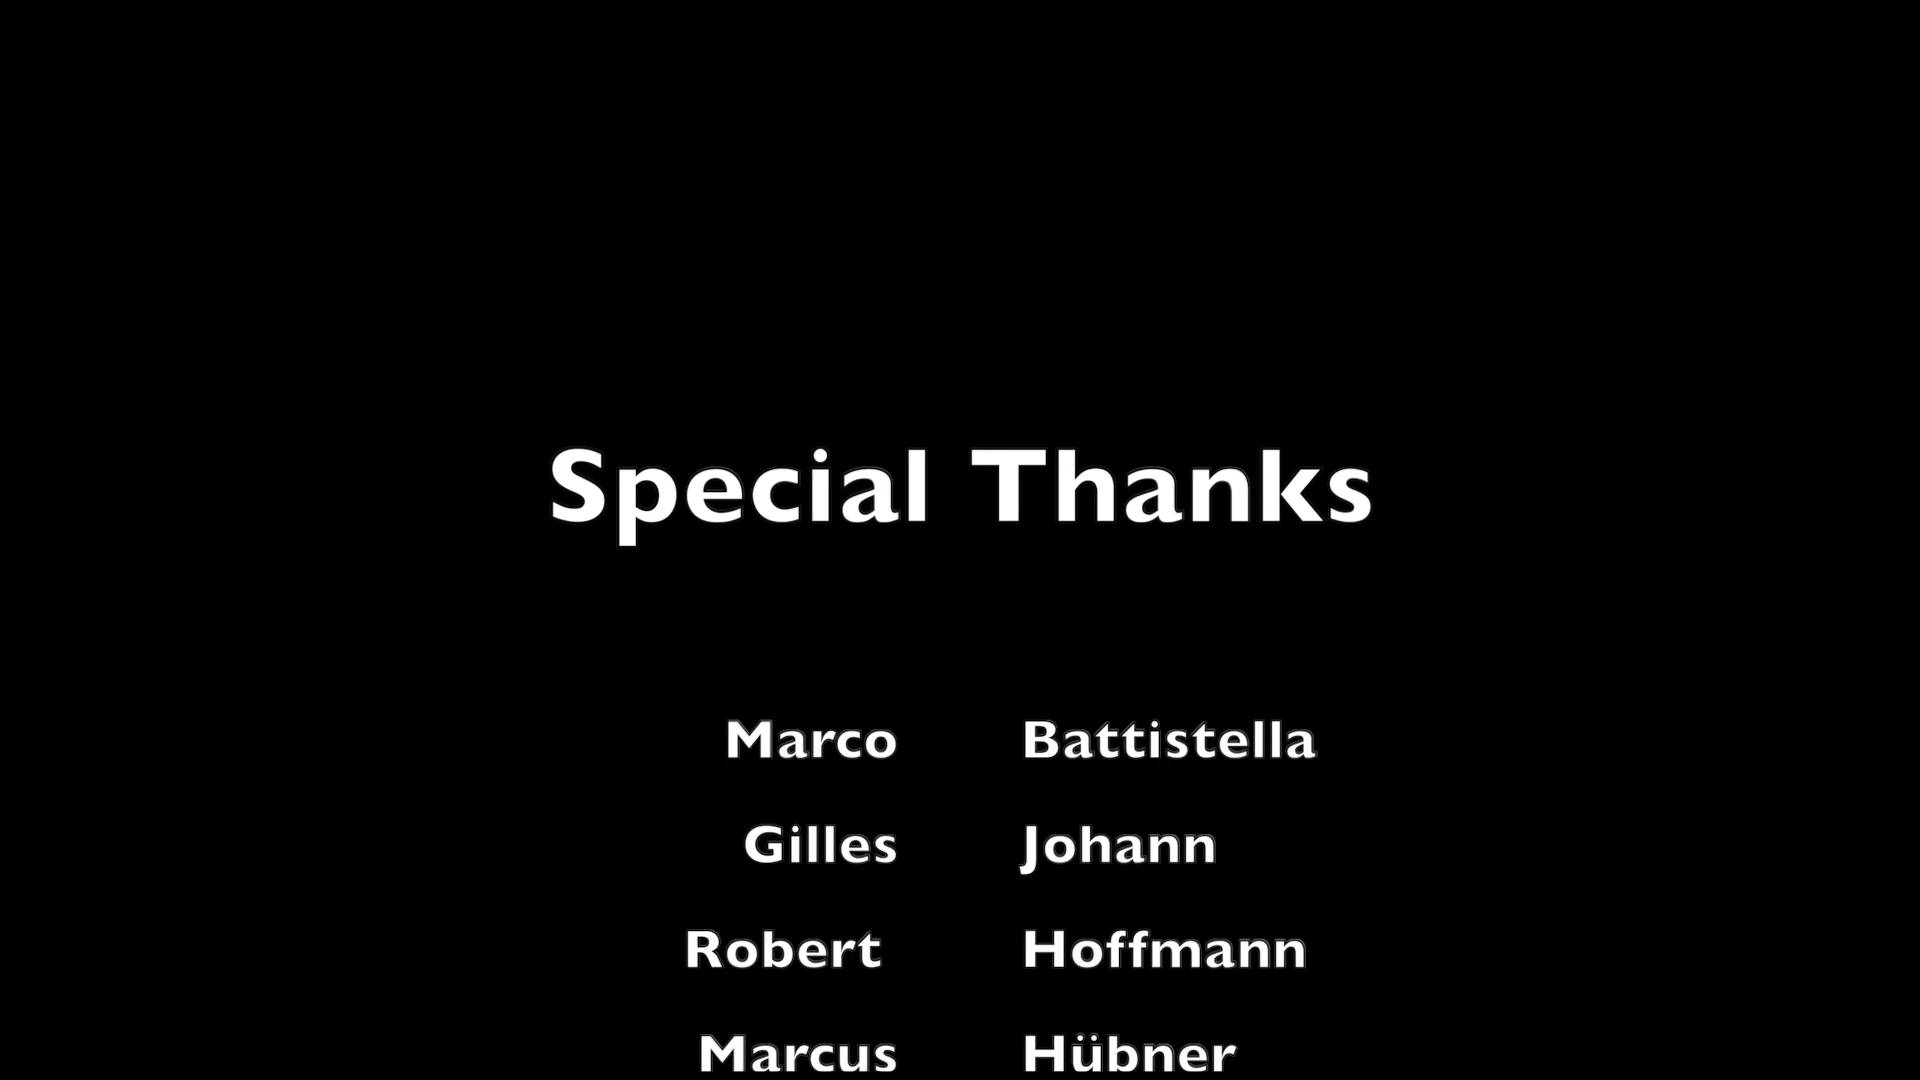 Special Thanks
Marco Battistella
Gilles Johann
Robert Hoffmann
Marcus Hübner